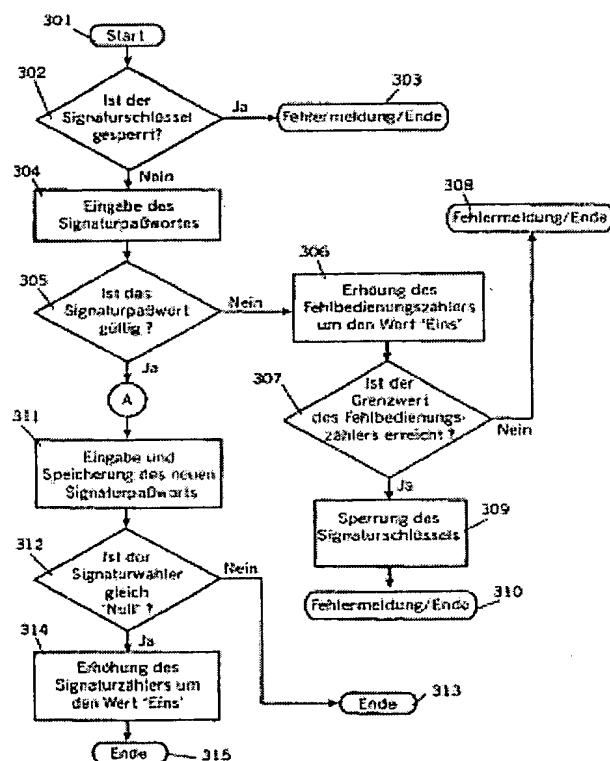 301
Start
302
Ist der
Signaturschlüssel
gesperrt?
Ja
303
Fehlermeldung/Ende
Nein
304
Eingabe des
Signaturpaßwortes
305
Ist das
Signaturpaßwort
gültig ?
Nein
306
Erhöung des
Fehlbedienungszählers
um den Wort 'Eins'
308
Fehlermeldung/Ende
Ja
A
307
Ist der
Grenzwert
des Fehlbedienungs-
zählers erreicht ?
Nein
311
Eingabe und
Speicherung des neuen
Signaturpaßworts
Ja
Sperrung des
Signaturschlüssels
309
312
Ist der
Signaturwähler
gleich
'Null' ?
Nein
Fehlermeldung/Ende
310
Ja
314
Erhöhung des
Signaturzählers um
den Wert 'Eins'
Ende
313
Ende
315